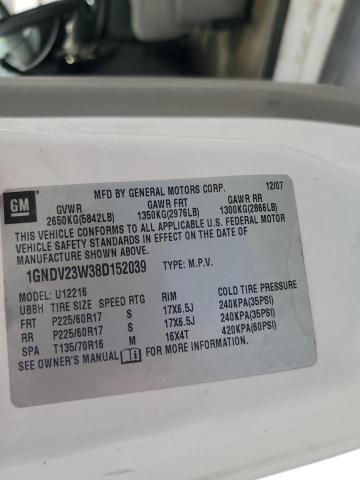 GM
MFD BY GENERAL MOTORS CORP. 12/07
GVWR GAWR FRT GAWR RR
2650KG(5842LB) 1350KG(2976LB) 1300KG(2866LB)
THIS VEHICLE CONFORMS TO ALL APPLICABLE U.S. FEDERAL MOTOR
VEHICLE SAFETY STANDARDS IN EFFECT ON THE DATE OF
MANUFACTURE SHOWN ABOVE.
1GNDV23W38D152039 TYPE: M.P.V.
MODEL: U12216
UBBH TIRE SIZE SPEED RTG RIM COLD TIRE PRESSURE
FRT P225/60R17 S 17X6.5J 240KPA(35PSI)
RR P225/60R17 S 17X6.5J 240KPA(35PSI)
SPA T135/70R16 M 16X4T 420KPA(60PSI)
SEE OWNER'S MANUAL FOR MORE INFORMATION.